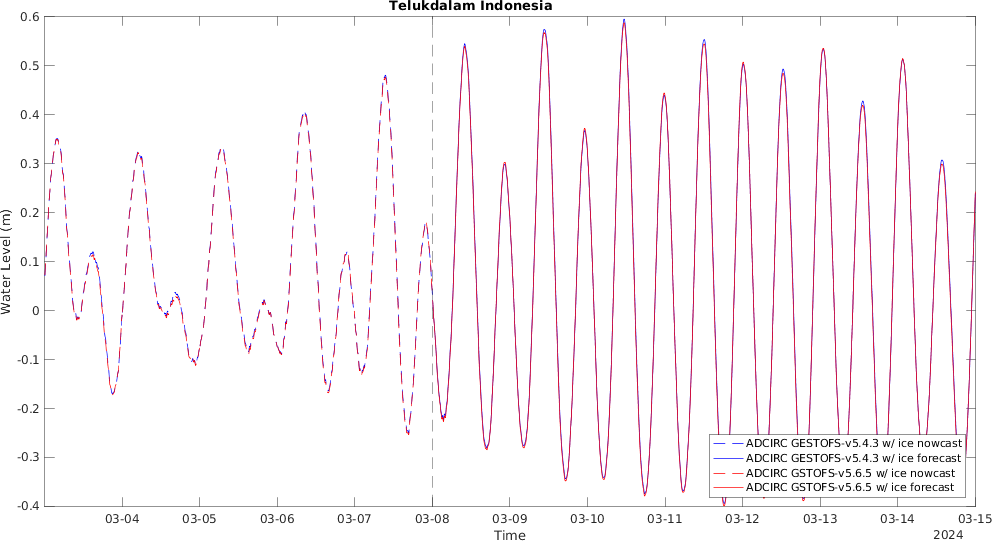 Telukdalam Indonesia
0.6
0.5
0.4
0.3
0.2
0.1
0
-0.1
-0.2
-0.3
-0.4
Water Level (m)
ADCIRC GESTOFS-v5.4.3 w/ ice nowcast
ADCIRC GESTOFS-v5.4.3 w/ ice forecast
ADCIRC GSTOFS-v5.6.5 w/ ice nowcast
ADCIRC GSTOFS-v5.6.5 w/ ice forecast
03-04 03-05 03-06 03-07 03-08 03-09 03-10 03-11 03-12 03-13 03-14 03-15
Time
2024